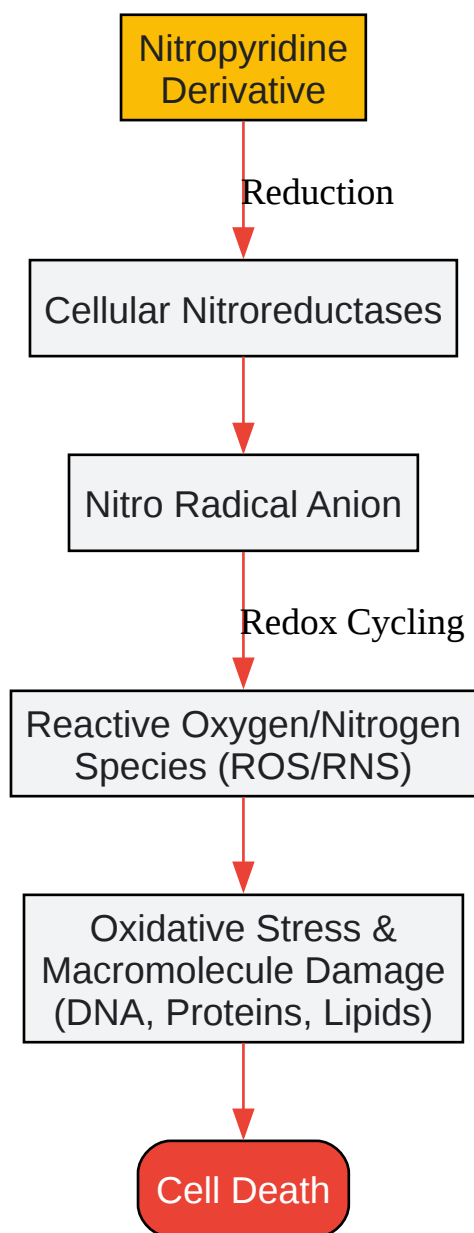 Nitropyridine
Derivative
Reduction
Cellular Nitroreductases
Nitro Radical Anion
Redox Cycling
Reactive Oxygen/Nitrogen
Species (ROS/RNS)
Oxidative Stress &
Macromolecule Damage
(DNA, Proteins, Lipids)
Cell Death